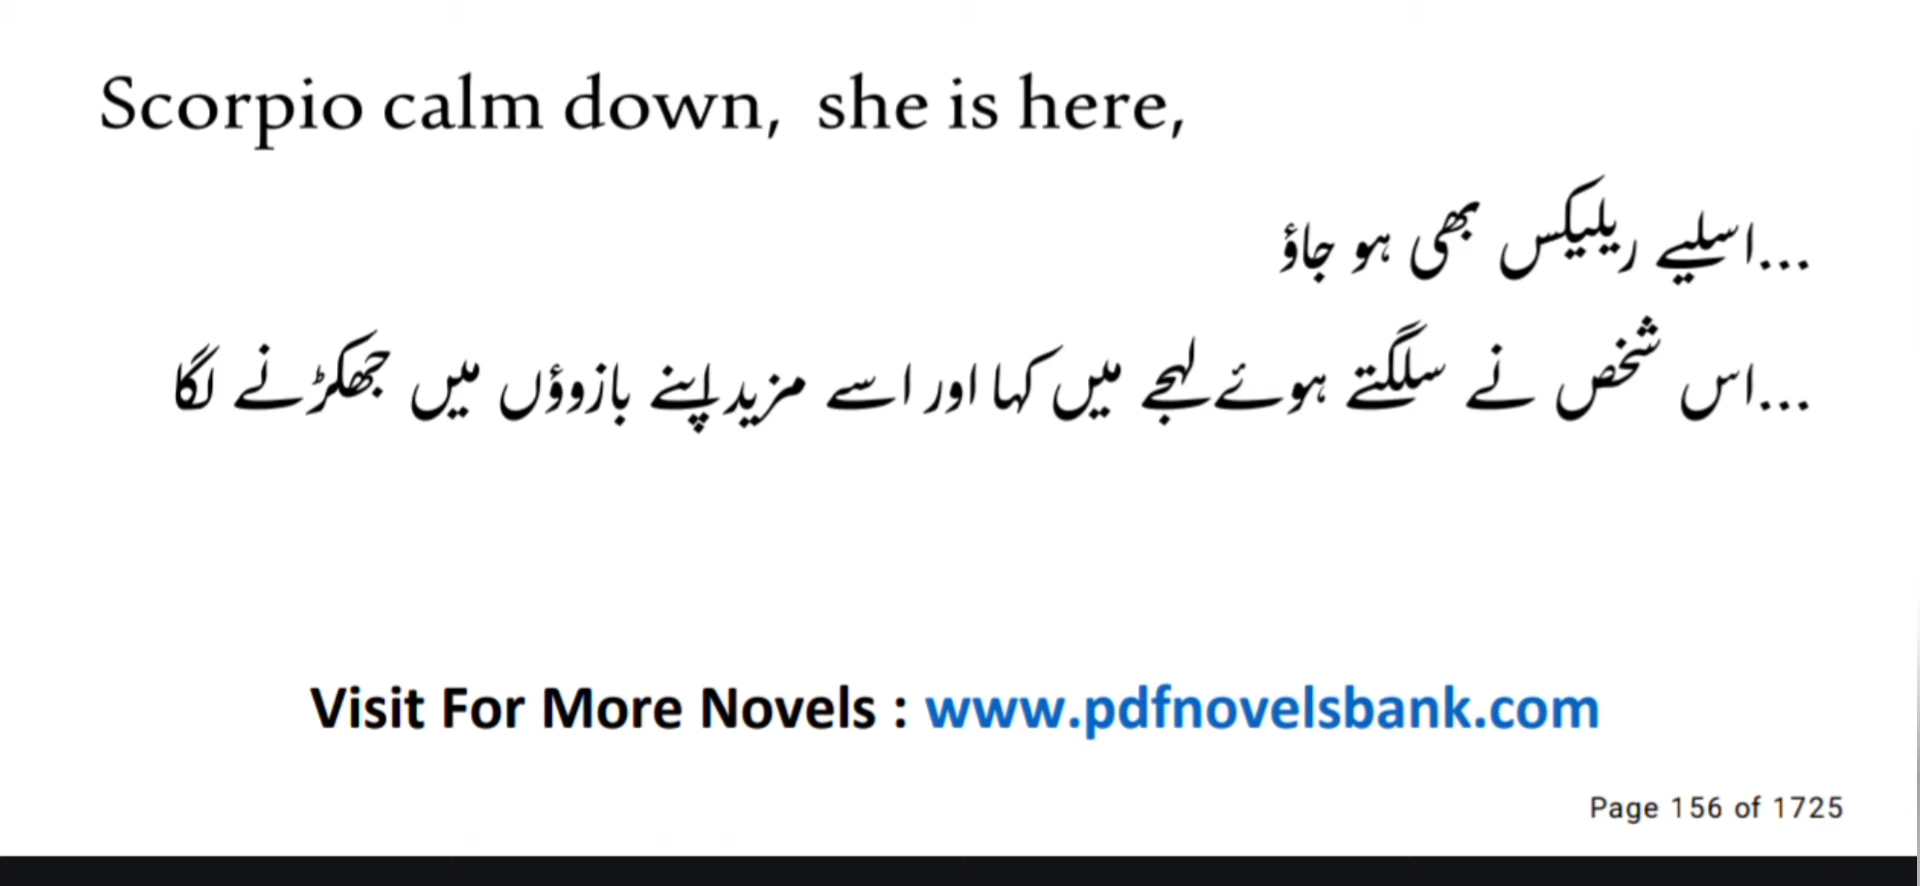 Scorpio calm down, she is here,
...اسلیے ریلیکس بھی ہو جاؤ
...اس شخص نے سلگتے ہوئے لہجے میں کہا اور اسے مزید اپنے بازوؤں میں جھکڑنے لگا
Visit For More Novels : www.pdfnovelsbank.com
Page 156 of 1725